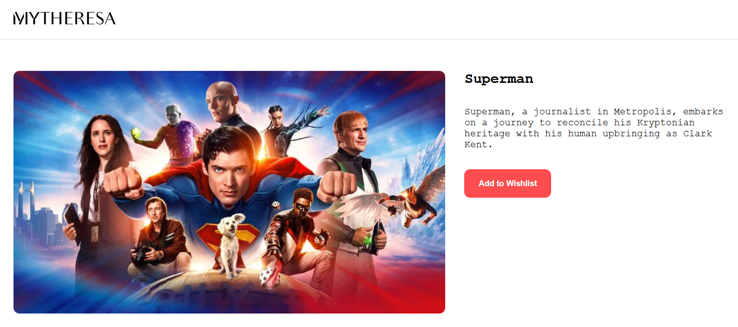 MYTHERESA
Superman
Superman, a journalist in Metropolis, embarks
on a journey to reconcile his Kryptonian
heritage with his human upbringing as Clark
Kent.
Add to Wishlist